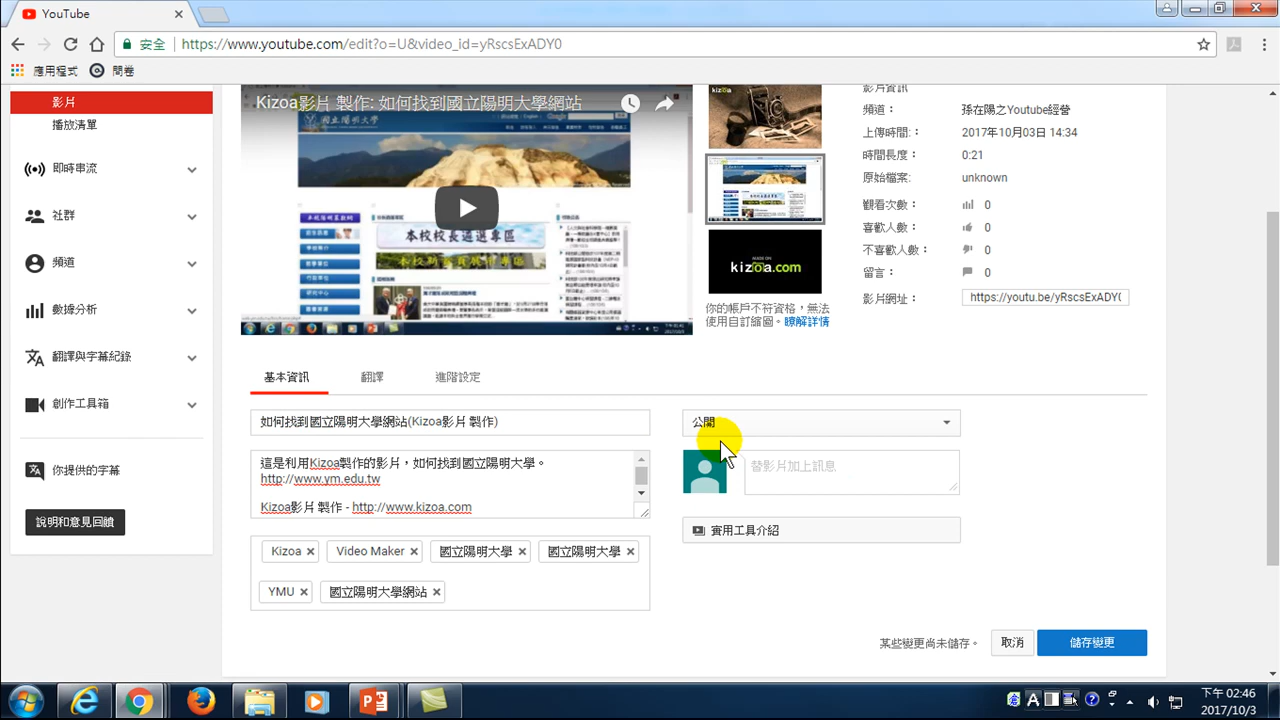 YouTube
安全 https://www.youtube.com/edit?o=U&video_id=yRscsExADY0
應用程式 問卷
影片
播放清單
即時串流
社群
頻道
數據分析
翻譯與字幕紀錄
創作工具箱
你提供的字幕
說明和意見回饋
Kizoa影片 製作: 如何找到國立陽明大學網站
國立陽明大學
kizoa
kizoa.com
你的帳戶不符資格，無法
使用自訂縮圖。瞭解詳情
影片資訊
頻道： 孫在陽之Youtube經營
上傳時間： 2017年10月03日 14:34
時間長度： 0:21
原始檔案： unknown
觀看次數： 0
喜歡人數： 0
不喜歡人數： 0
留言： 0
影片網址： https://youtu.be/yRscsExADY(
基本資訊 翻譯 進階設定
如何找到國立陽明大學網站(Kizoa影片 製作)
公開
這是利用Kizoa製作的影片，如何找到國立陽明大學。
http://www.ym.edu.tw
Kizoa影片 製作 - http://www.kizoa.com
替影片加上訊息
實用工具介紹
Kizoa Video Maker 國立陽明大學 國立陽明大學
YMU 國立陽明大學網站
某些變更尚未儲存。 取消 儲存變更
下午 02:46
2017/10/3